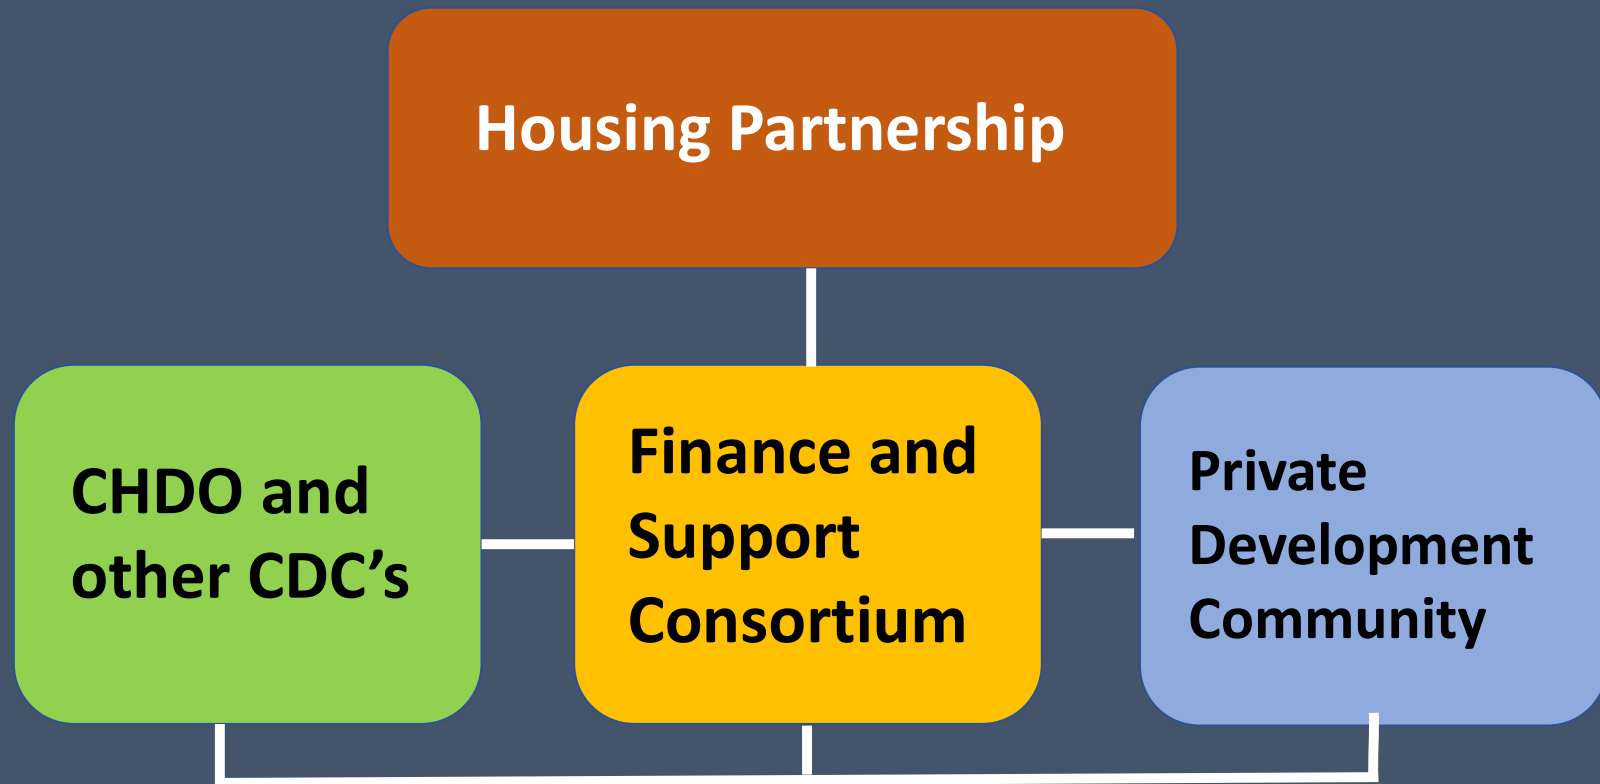 Housing Partnership
CHDO and
other CDC’s
Finance and
Support
Consortium
Private
Development
Community